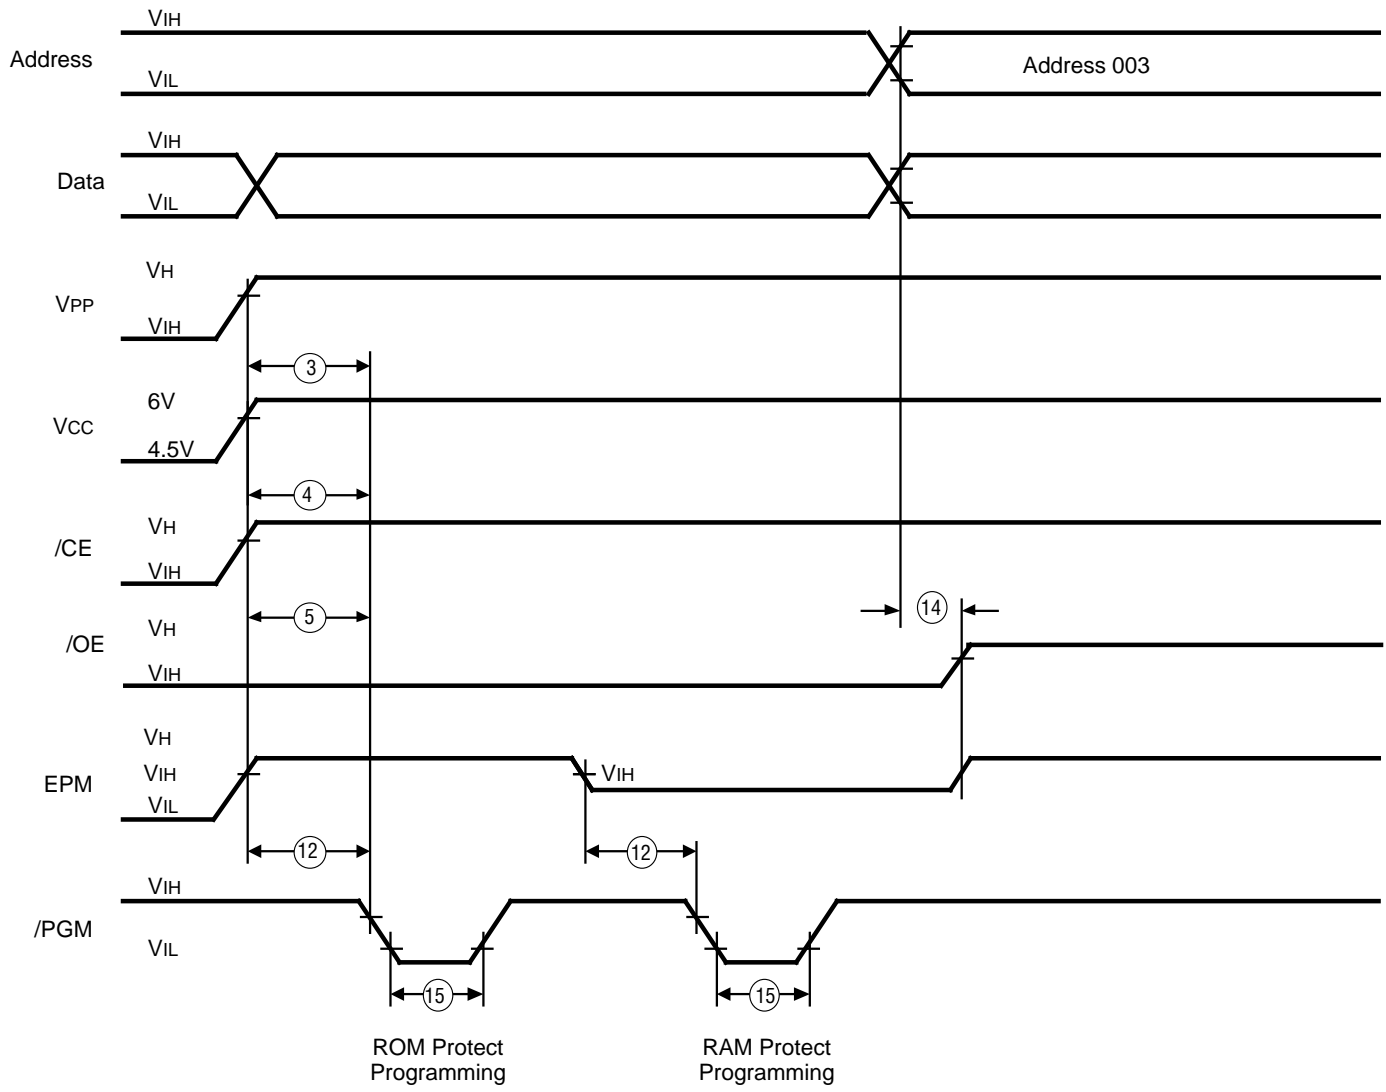 VIH
Address
Address 003
VIL
VIH
Data
VIL
VH
VPP
VIH
3
6V
VCC
4.5V
4
VH
/CE
VIH
5
14
VH
/OE
VIH
VH
VIH
VIH
EPM
VIL
12
12
VIH
/PGM
VIL
15
15
ROM Protect
Programming
RAM Protect
Programming